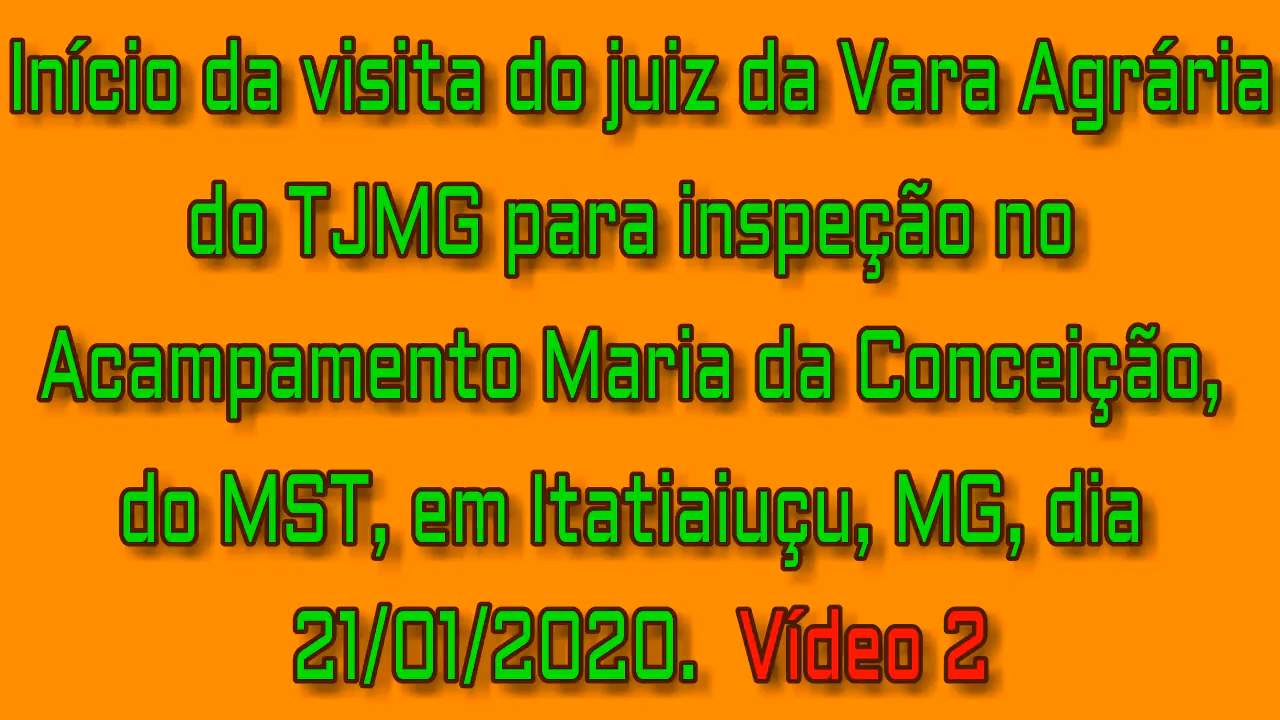 Início da visita do juiz da Vara Agrária
do TJMG para inspeção no
Acampamento Maria da Conceição,
do MST, em Itatiaiuçu, MG, dia
21/01/2020. Vídeo 2